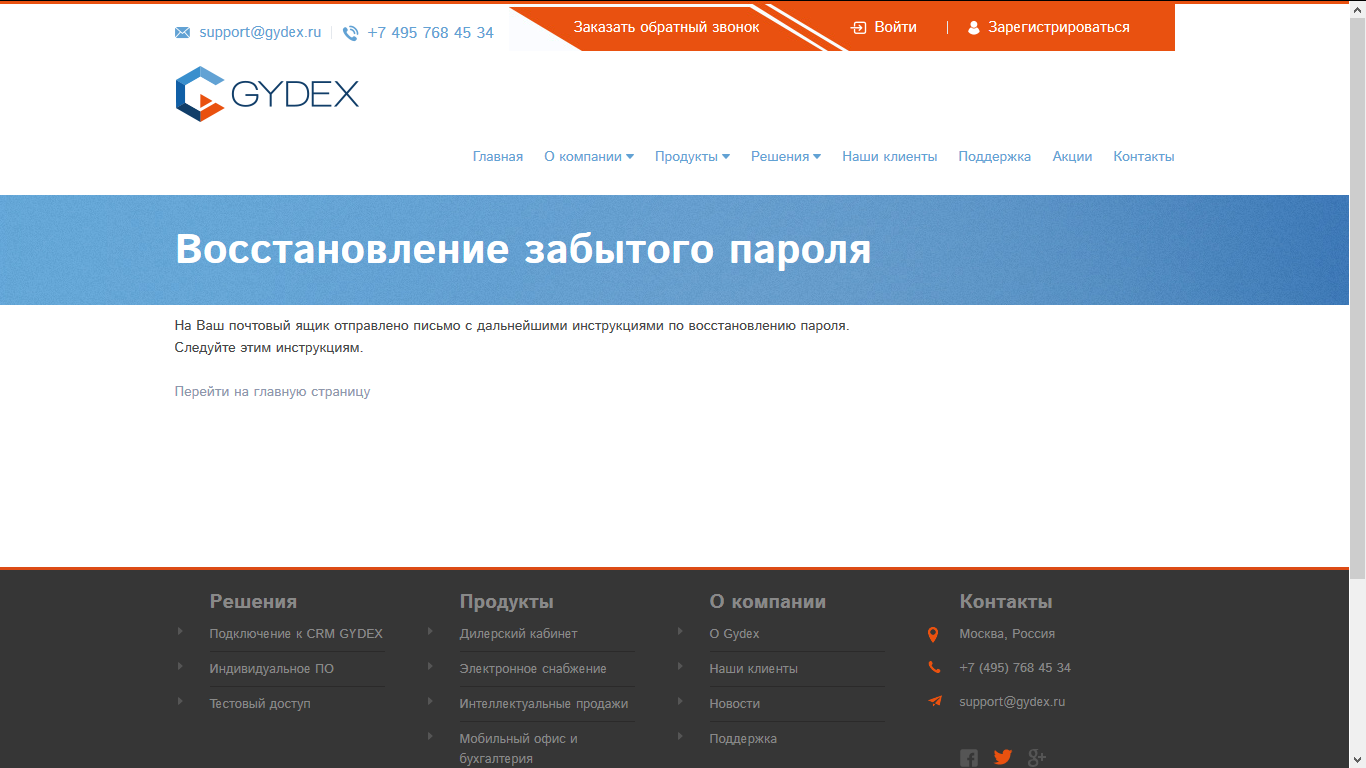 support@gydex.ru
+7 495 768 45 34
Заказать обратный звонок
Войти
Зарегистрироваться
GYDEX
Главная
О компании
Продукты
Решения
Наши клиенты
Поддержка
Акции
Контакты
Восстановление забытого пароля
На Ваш почтовый ящик отправлено письмо с дальнейшими инструкциями по восстановлению пароля.
Следуйте этим инструкциям.
Перейти на главную страницу
Решения
Подключение к CRM GYDEX
Индивидуальное ПО
Тестовый доступ
Продукты
Дилерский кабинет
Электронное снабжение
Интеллектуальные продажи
Мобильный офис и
бухгалтерия
О компании
О Gydex
Наши клиенты
Новости
Поддержка
Контакты
Москва, Россия
+7 (495) 768 45 34
support@gydex.ru